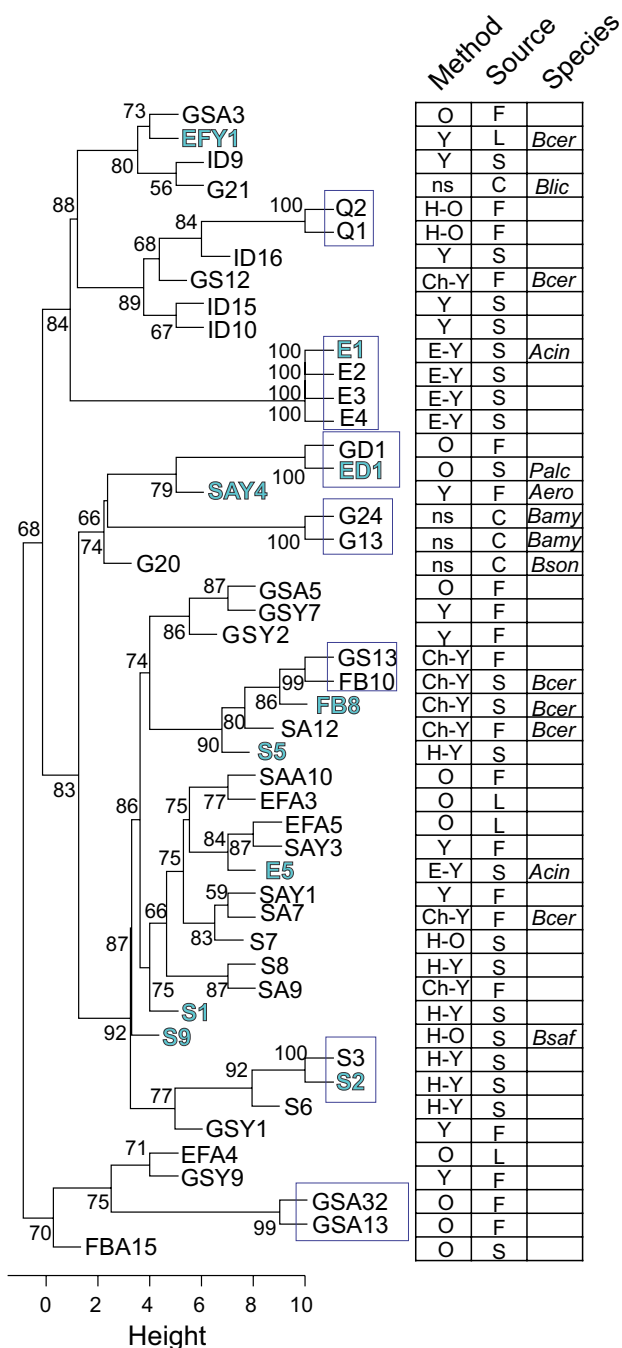 Method Source Species
73 GSA3 O F
EFY1 Y L Bcer
80 ID9 Y S
56 G21 ns C Blic
88
84 100 Q2 H-O F
Q1 H-O F
68 ID16 Y S
GS12 Ch-Y F Bcer
89 ID15 Y S
84 67 ID10 Y S
100 E1 E-Y S Acin
100 E2 E-Y S
100 E3 E-Y S
100 E4 E-Y S
GD1 O F
100 ED1 O S Palc
79 SAY4 Y F Aero
66 G24 ns C Bamy
68
74 100 G13 ns C Bamy
G20 ns C Bson
87 GSA5 O F
GSY7 Y F
86 GSY2 Y F
74 GS13 Ch-Y F
99 FB10 Ch-Y S Bcer
86 FB8 Ch-Y S Bcer
80 SA12 Ch-Y F Bcer
90 S5 H-Y S
83 SAA10 O F
86 75 77 EFA3 O L
EFA5 O L
84 87 SAY3 Y F
75 E5 E-Y S Acin
59 SAY1 Y F
66 SA7 Ch-Y F Bcer
87 83 S7 H-O S
S8 H-Y S
75 87 SA9 Ch-Y F
S1 H-Y S
92 S9 H-O S Bsaf
100 S3 H-Y S
92 S2 H-Y S
77 S6 H-Y S
GSY1 Y F
71 EFA4 O L
GSY9 Y F
75 GSA32 O F
70 99 GSA13 O F
FBA15 O S
0 2 4 6 8 10
Height